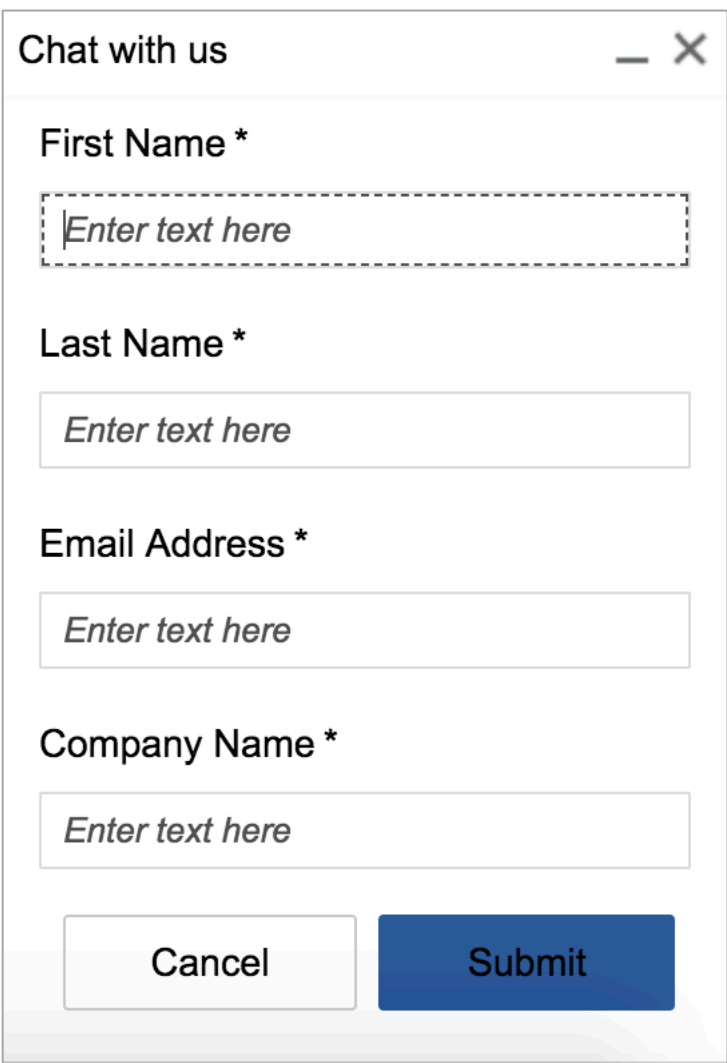 Chat with us
First Name *
Enter text here
Last Name *
Enter text here
Email Address *
Enter text here
Company Name *
Enter text here
Cancel Submit